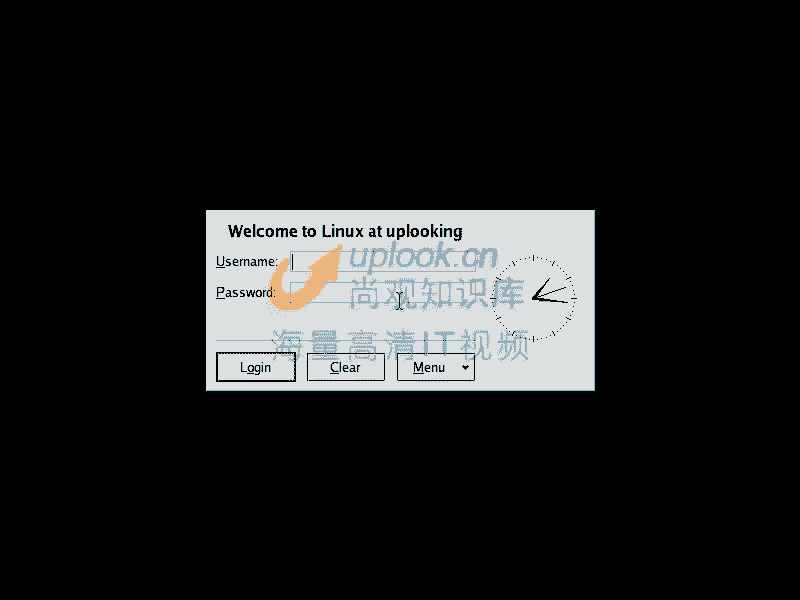 Welcome to Linux at uplooking
Username:
uplook.cn
Password:
尚观知识库
海量高清IT视频
Login Clear Menu